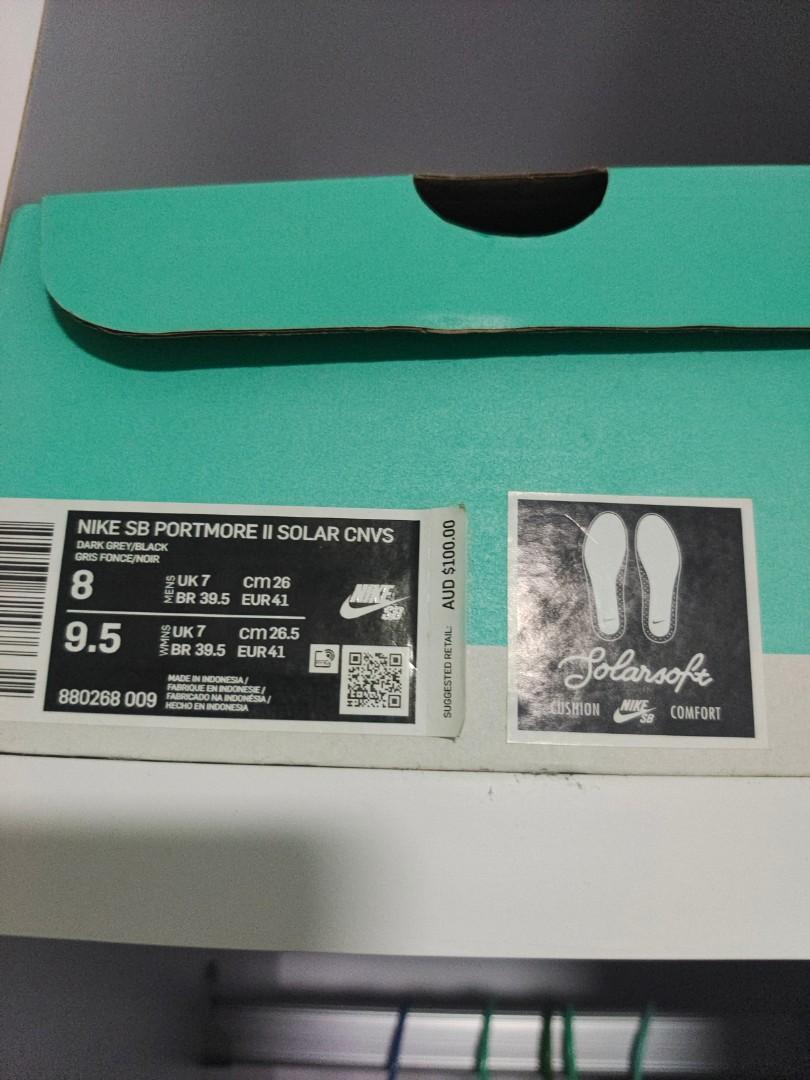 NIKE SB PORTMORE II SOLAR CNVS
DARK GREY/BLACK
GRIS FONCE/NOIR
8 MENS UK 7 cm 26
BR 39.5 EUR 41
9.5 WMNS UK 7 cm 26.5
BR 39.5 EUR 41
NIKE
880268 009
MADE IN INDONESIA /
FABRIQUE EN INDONESIE /
FABRICADO NA INDONÉSIA /
HECHO EN INDONESIA
SUGGESTED RETAIL: AUD $100.00
Solarsoft
CUSHION NIKE SB COMFORT